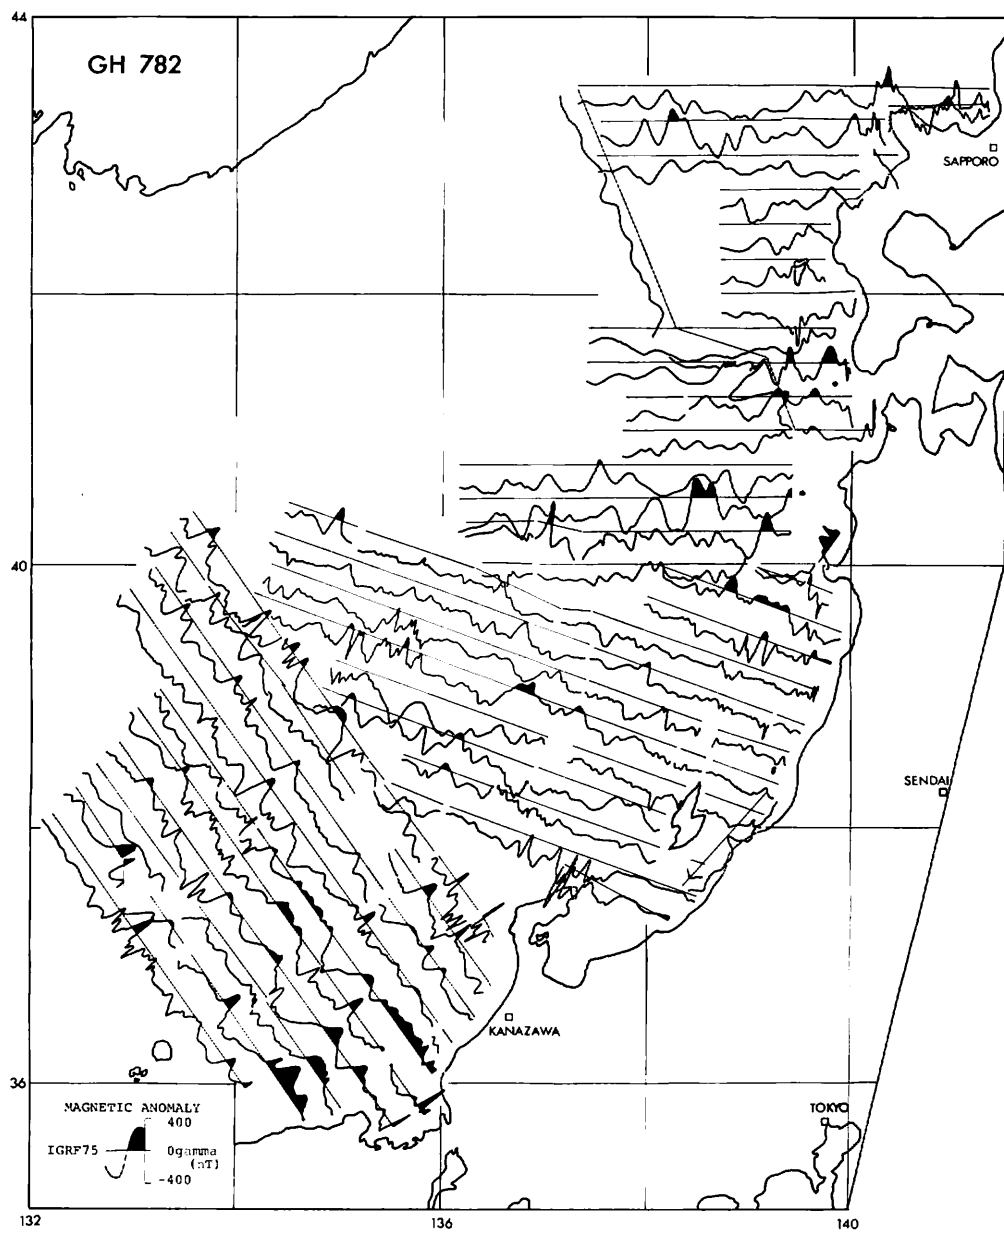 44
GH 782
SAPPORO
40
SENDAI
KANAZAWA
36
MAGNETIC ANOMALY
400
IGRF75
0gamma
(nT)
-400
TOKYO
132
136
140